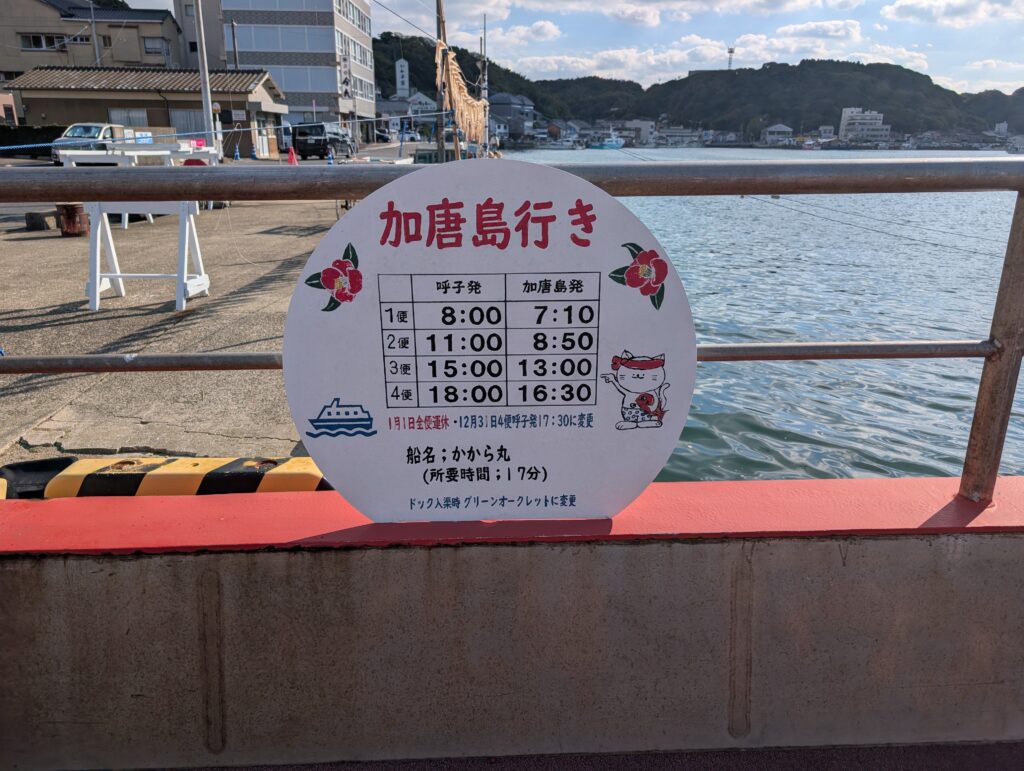 加唐島行き
呼子発 加唐島発
1便 8:00 7:10
2便 11:00 8:50
3便 15:00 13:00
4便 18:00 16:30
1月1日全便運休・12月31日4便呼子発17:30に変更
船名；かから丸
(所要時間；17分)
ドック入渠時 グリーンオークレットに変更